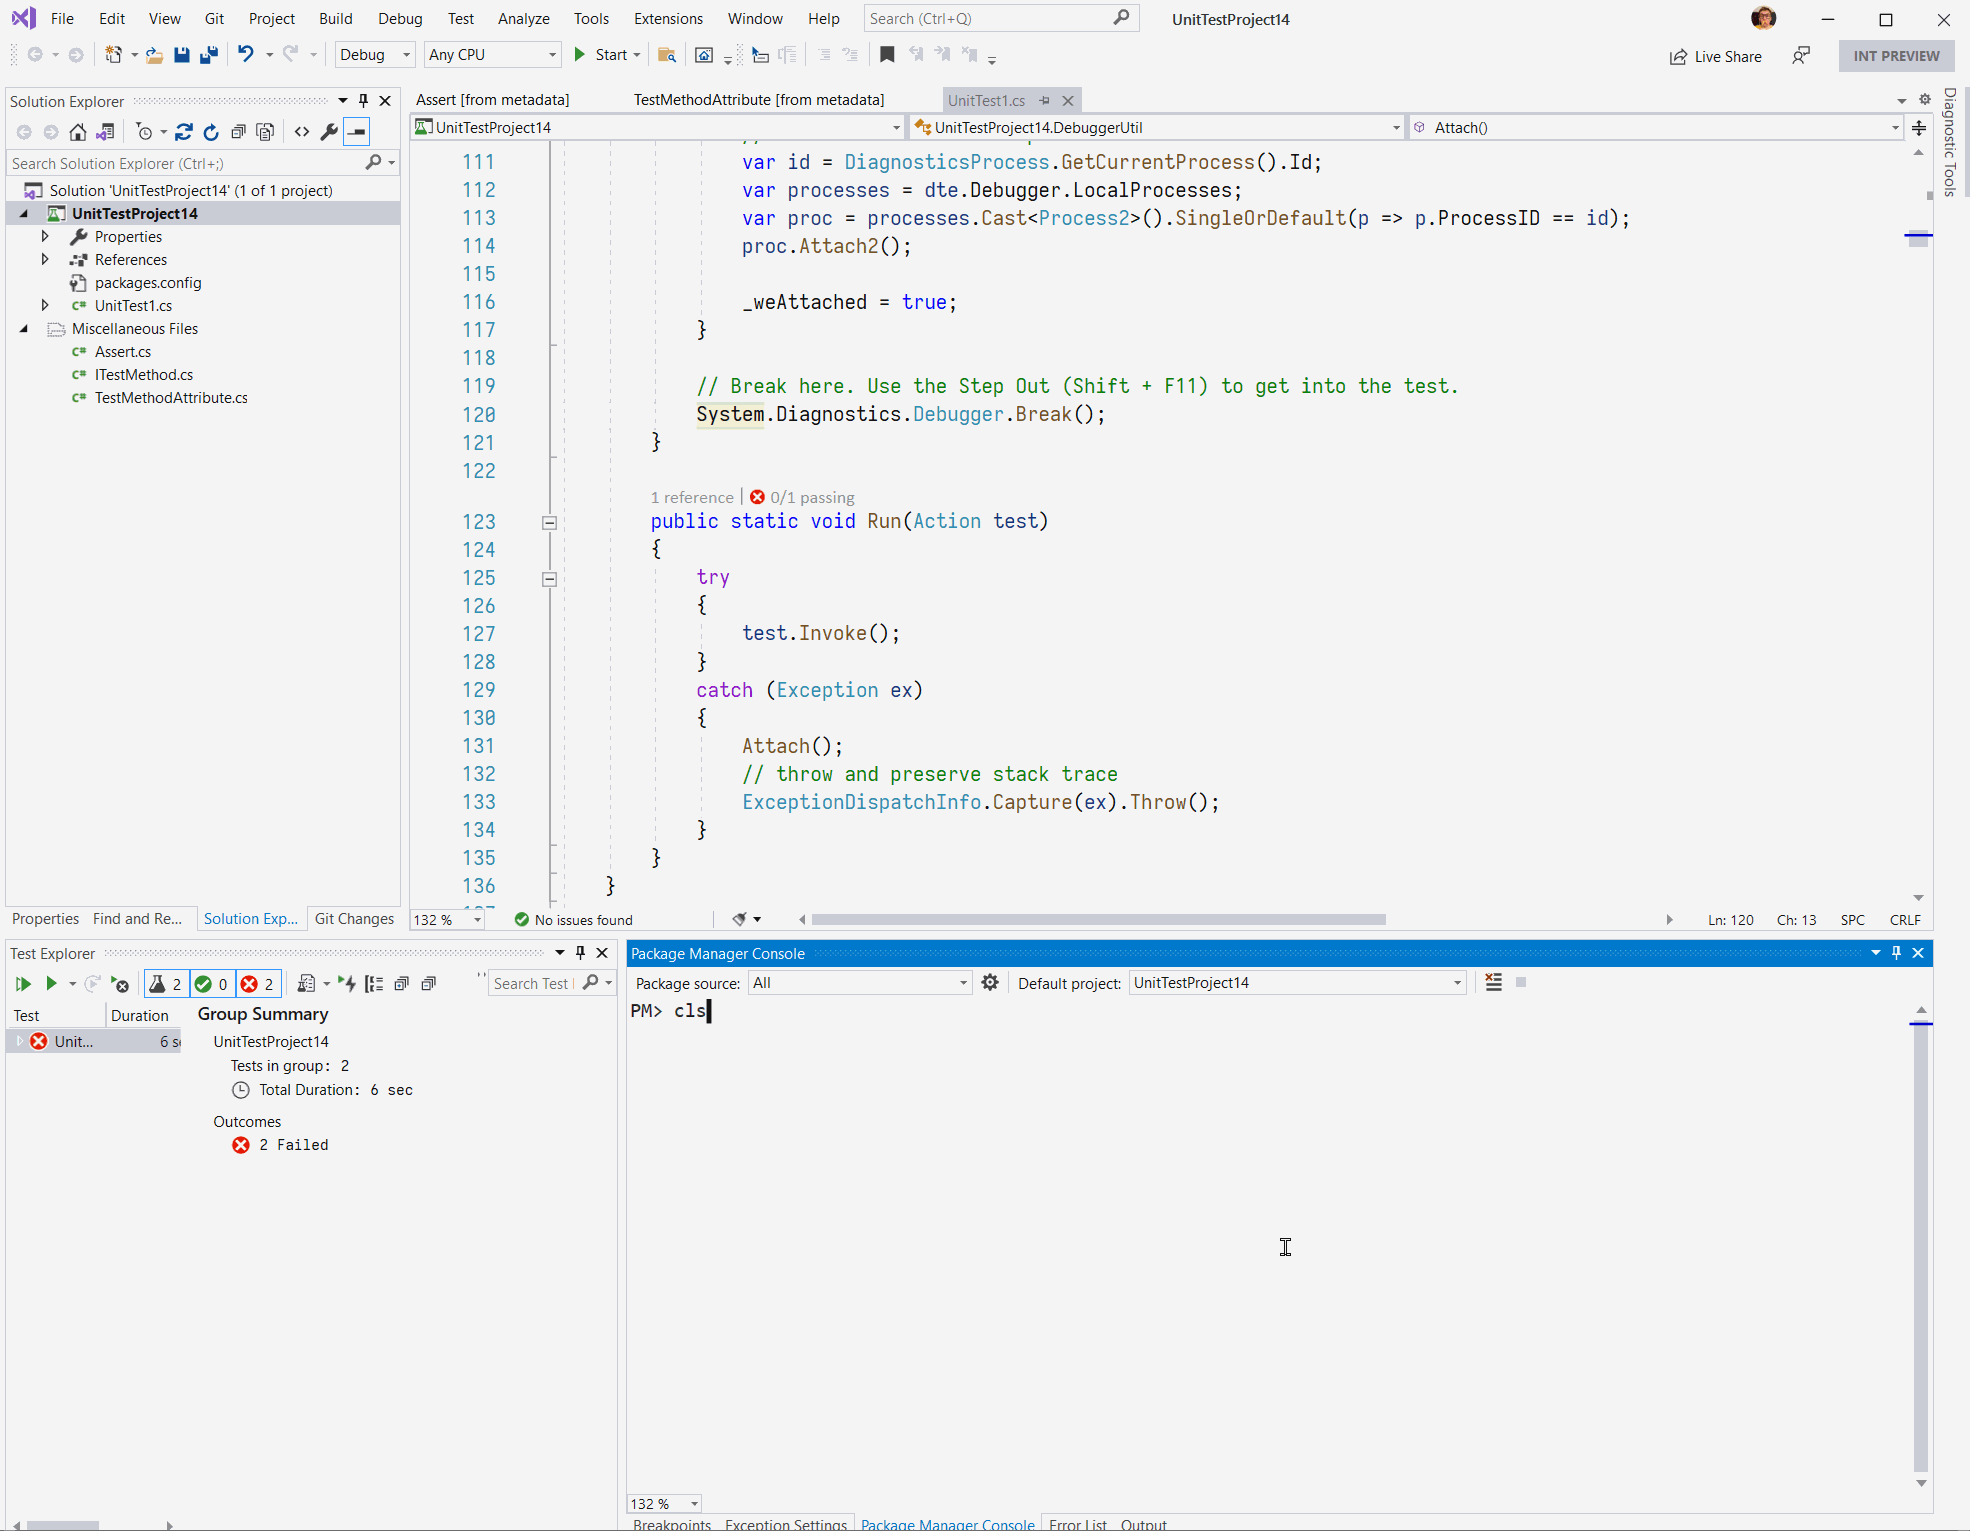 File Edit View Git Project Build Debug Test Analyze Tools Extensions Window Help Search (Ctrl+Q) UnitTestProject14
Debug Any CPU Start Live Share INT PREVIEW
Solution Explorer
Search Solution Explorer (Ctrl+;)
Solution 'UnitTestProject14' (1 of 1 project)
UnitTestProject14
Properties
References
packages.config
C# UnitTest1.cs
Miscellaneous Files
C# Assert.cs
C# ITestMethod.cs
C# TestMethodAttribute.cs
Properties Find and Re... Solution Exp... Git Changes
Assert [from metadata] TestMethodAttribute [from metadata] UnitTest1.cs
UnitTestProject14 UnitTestProject14.DebuggerUtil Attach()
111 var id = DiagnosticsProcess.GetCurrentProcess().Id;
112 var processes = dte.Debugger.LocalProcesses;
113 var proc = processes.Cast<Process2>().SingleOrDefault(p => p.ProcessID == id);
114 proc.Attach2();
115
116 _weAttached = true;
117 }
118
119 // Break here. Use the Step Out (Shift + F11) to get into the test.
120 System.Diagnostics.Debugger.Break();
121 }
122
1 reference | 0/1 passing
123 public static void Run(Action test)
124 {
125 try
126 {
127 test.Invoke();
128 }
129 catch (Exception ex)
130 {
131 Attach();
132 // throw and preserve stack trace
133 ExceptionDispatchInfo.Capture(ex).Throw();
134 }
135 }
136 }
132 % No issues found Ln: 120 Ch: 13 SPC CRLF
Diagnostic Tools
Test Explorer
2 0 2 Search Test
Test Duration
Unit... 6 s
Group Summary
UnitTestProject14
Tests in group: 2
Total Duration: 6 sec
Outcomes
2 Failed
Package Manager Console
Package source: All Default project: UnitTestProject14
PM> cls
132 %
Breakpoints Exception Settings Package Manager Console Error List Output